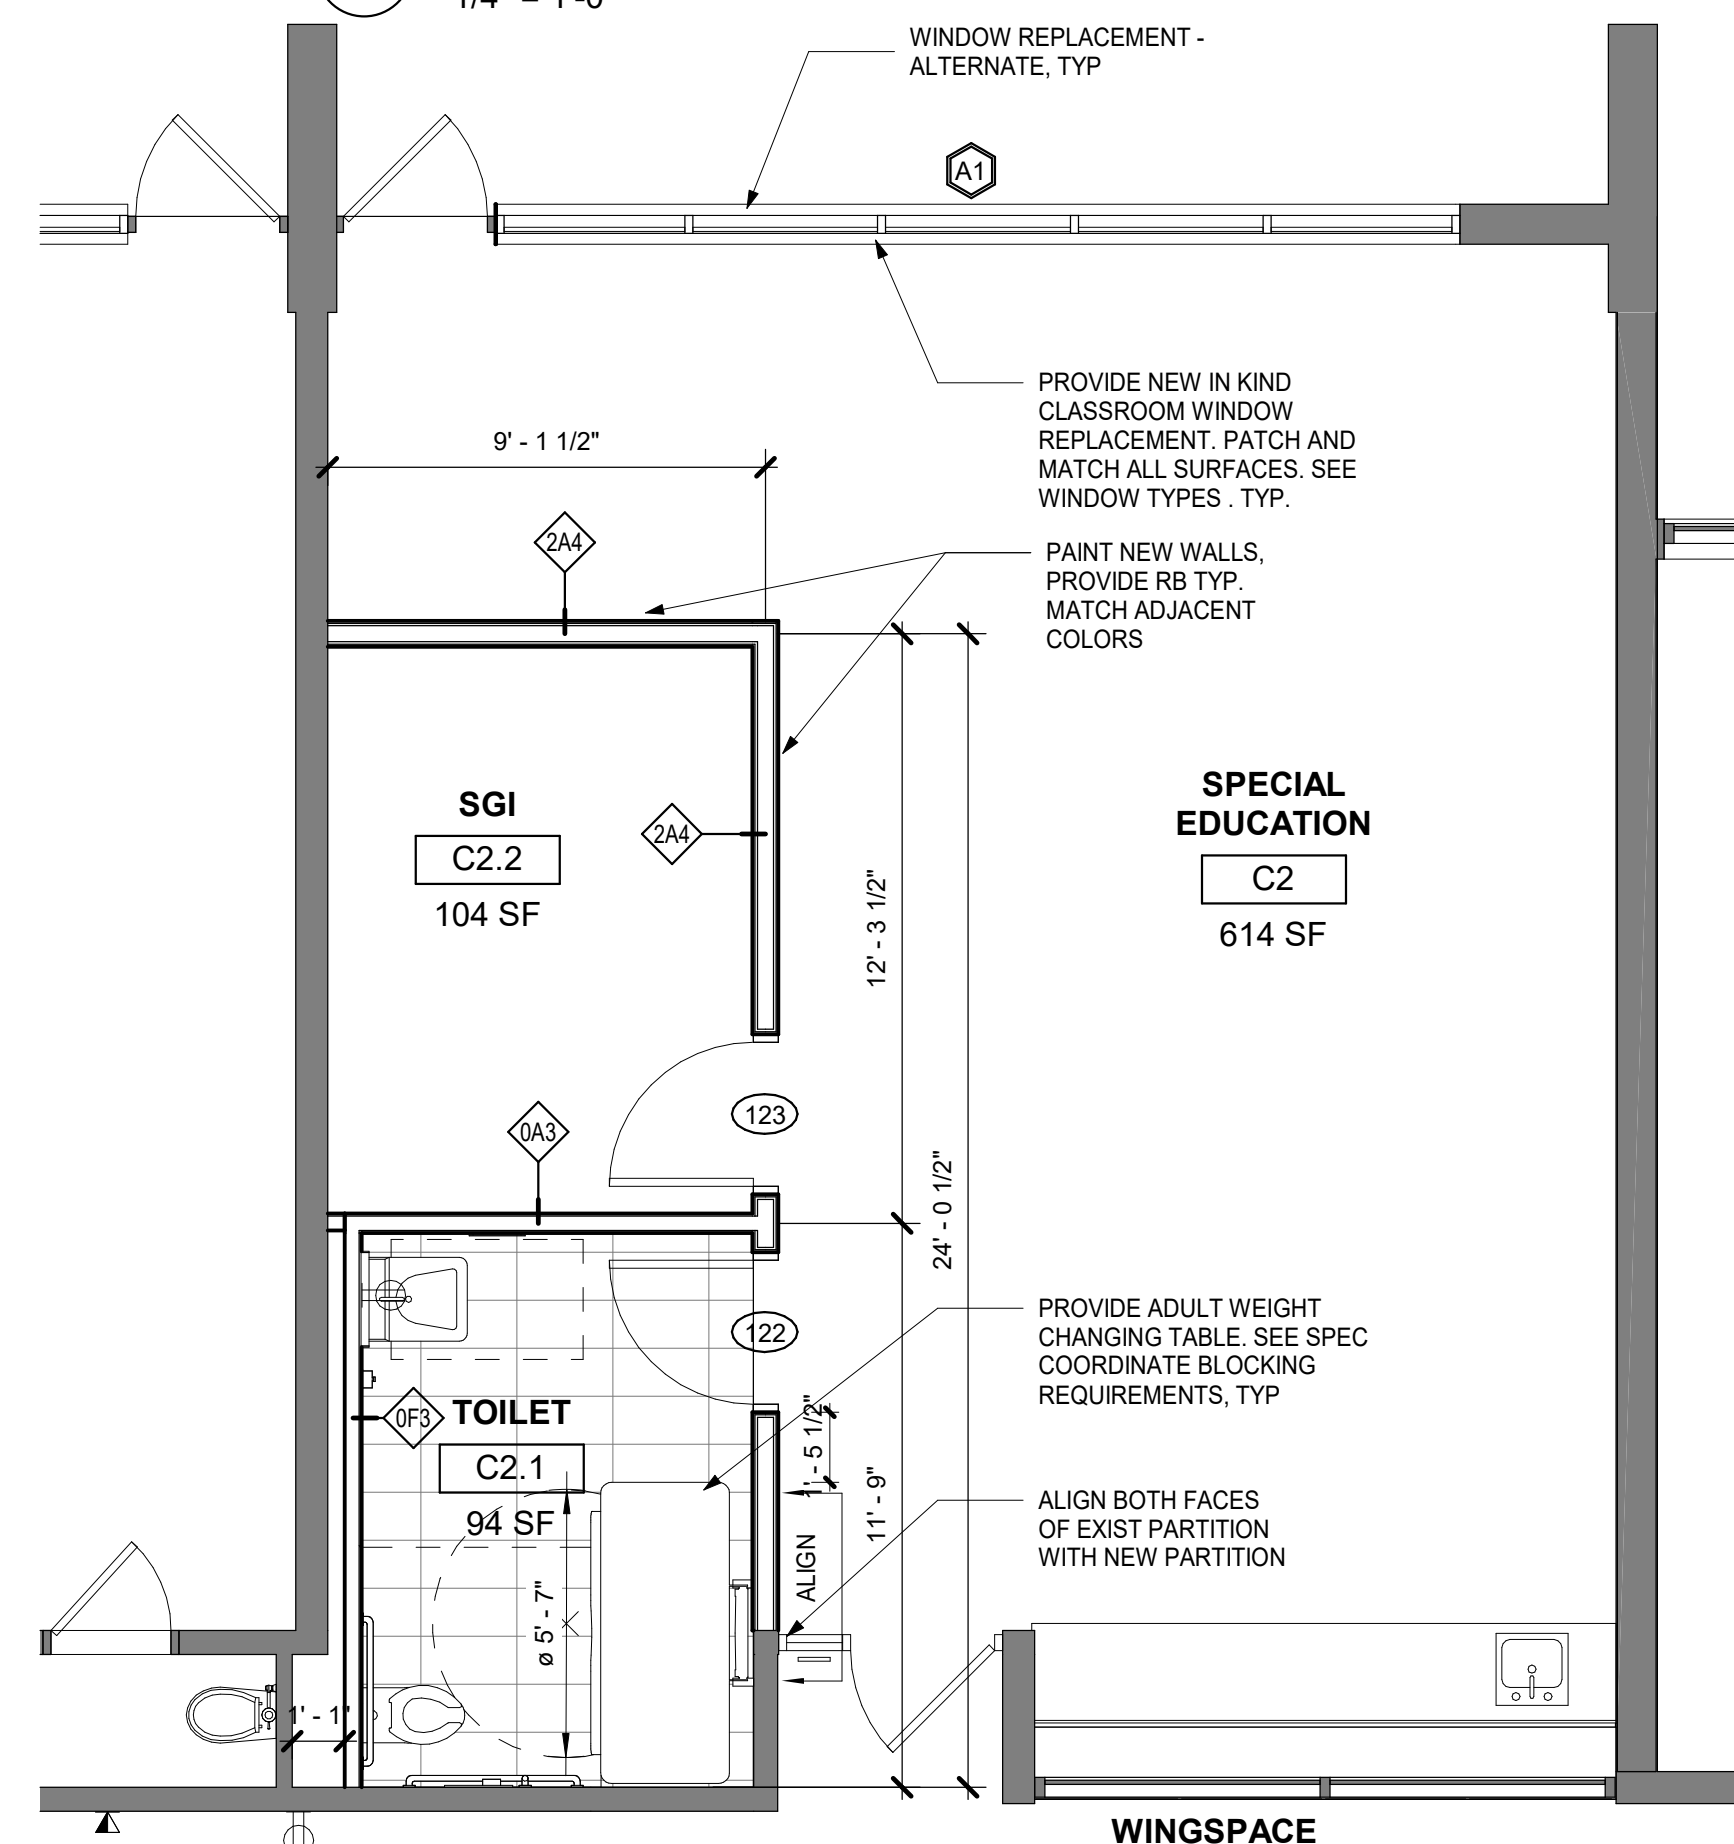 1/4" = 1'-0"
WINDOW REPLACEMENT -
ALTERNATE, TYP
A1
PROVIDE NEW IN KIND
CLASSROOM WINDOW
REPLACEMENT. PATCH AND
MATCH ALL SURFACES. SEE
WINDOW TYPES . TYP.
9' - 1 1/2"
2A4
PAINT NEW WALLS,
PROVIDE RB TYP.
MATCH ADJACENT
COLORS
SGI
C2.2
104 SF
2A4
SPECIAL
EDUCATION
C2
614 SF
12' - 3 1/2"
123
0A3
24' - 0 1/2"
122
PROVIDE ADULT WEIGHT
CHANGING TABLE. SEE SPEC
COORDINATE BLOCKING
REQUIREMENTS, TYP
0F3
TOILET
C2.1
94 SF
1' - 5 1/2"
11' - 9"
ALIGN
ALIGN BOTH FACES
OF EXIST PARTITION
WITH NEW PARTITION
ø 5' - 7"
1' - 1"
WINGSPACE